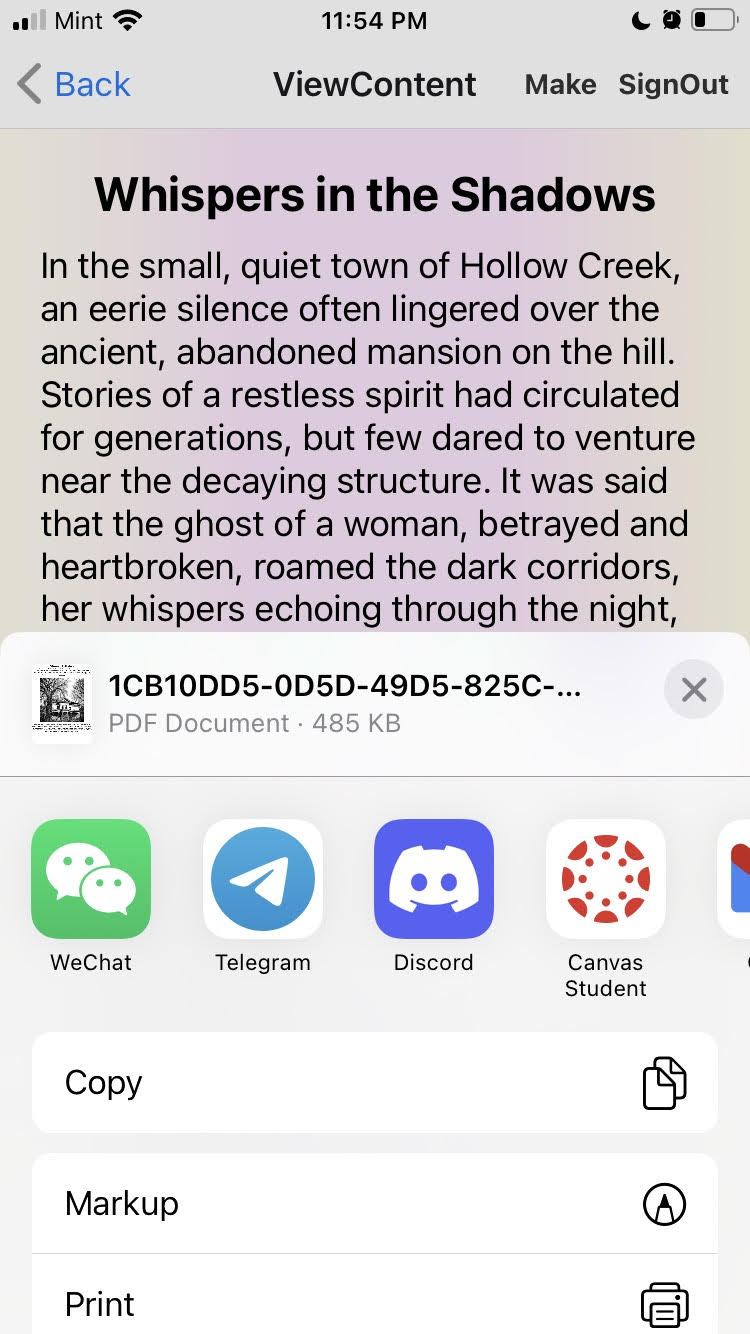 Mint 11:54 PM
Back ViewContent Make SignOut
Whispers in the Shadows
In the small, quiet town of Hollow Creek,
an eerie silence often lingered over the
ancient, abandoned mansion on the hill.
Stories of a restless spirit had circulated
for generations, but few dared to venture
near the decaying structure. It was said
that the ghost of a woman, betrayed and
heartbroken, roamed the dark corridors,
her whispers echoing through the night,
1CB10DD5-0D5D-49D5-825C-...
PDF Document · 485 KB
WeChat Telegram Discord Canvas
Student
Copy
Markup
Print